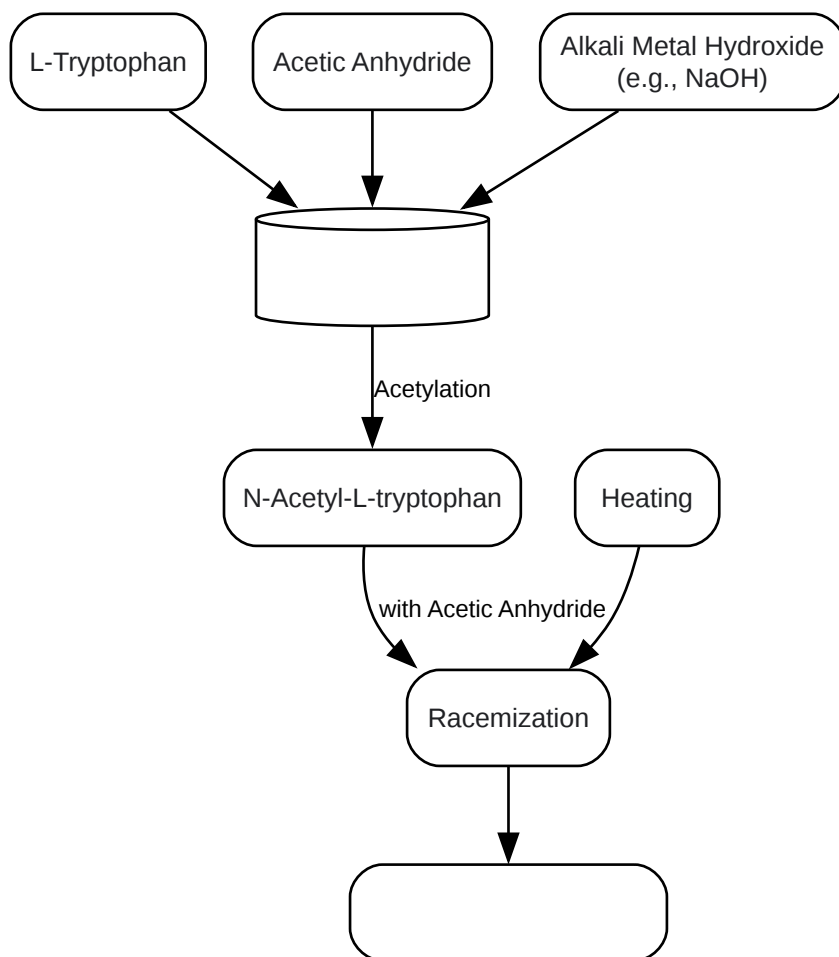 L-Tryptophan
Acetic Anhydride
Alkali Metal Hydroxide
(e.g., NaOH)
Acetylation
N-Acetyl-L-tryptophan
Heating
with Acetic Anhydride
Racemization